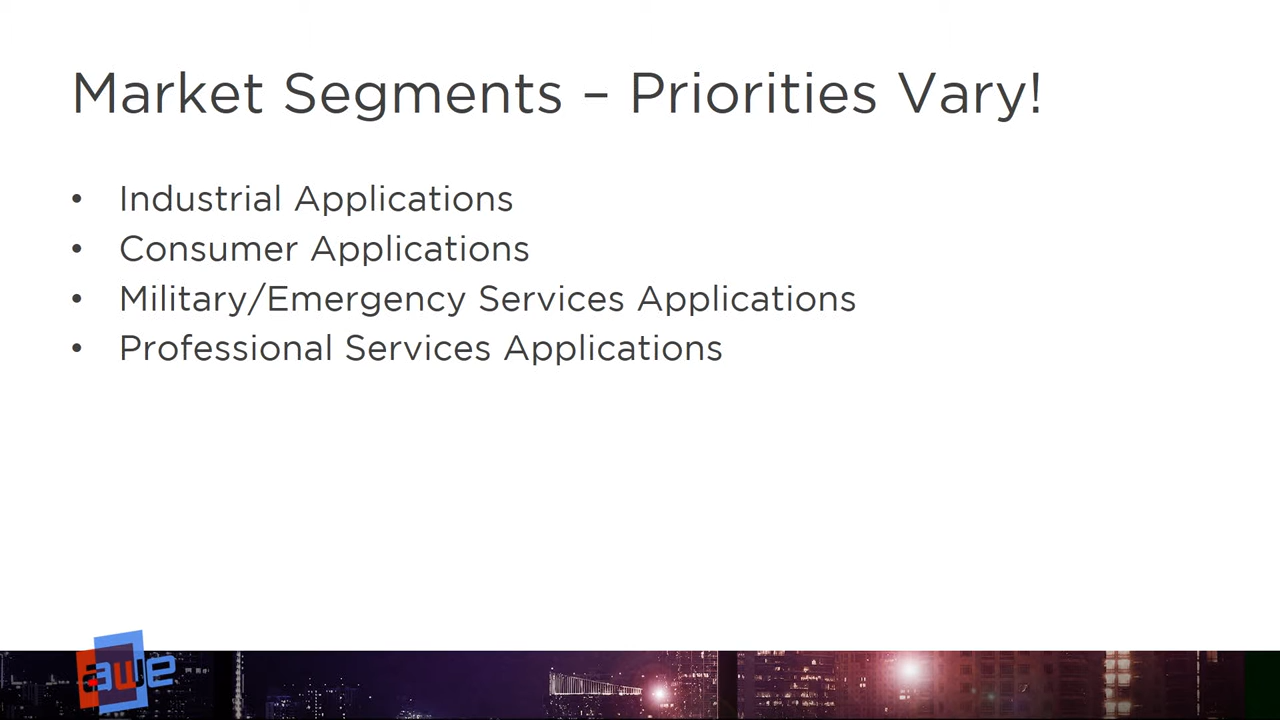 Market Segments – Priorities Vary!
• Industrial Applications
• Consumer Applications
• Military/Emergency Services Applications
• Professional Services Applications
awe